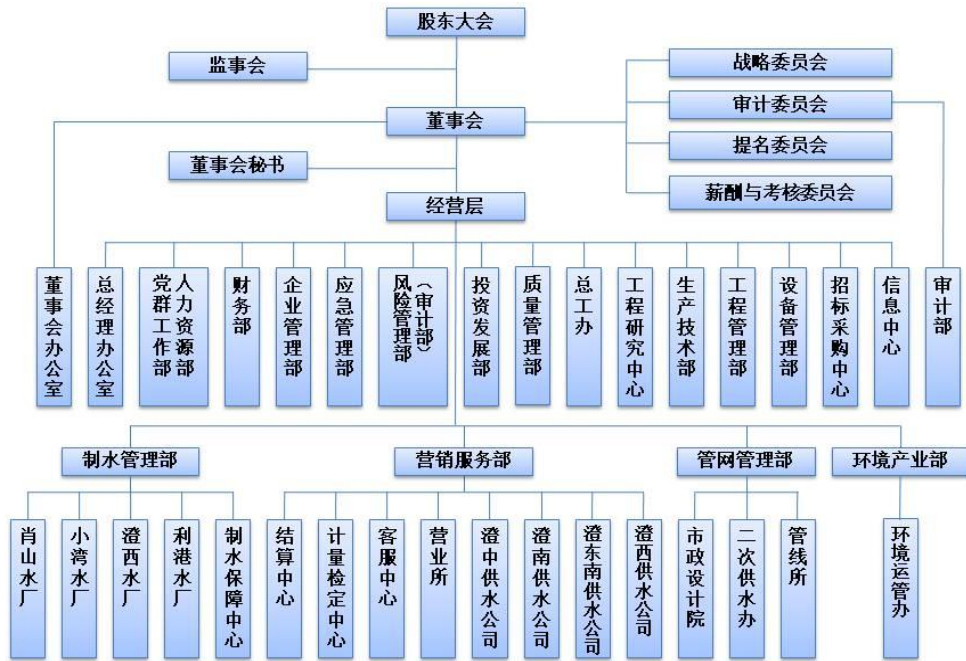 股东大会
监事会
战略委员会
审计委员会
董事会
提名委员会
董事会秘书
薪酬与考核委员会
经营层
董事会办公室
总经理办公室
人力资源部
党群工作部
财务部
企业管理部
应急管理部
（审计部）
风险管理部
投资发展部
质量管理部
总工办
工程研究中心
生产技术部
工程管理部
设备管理部
招标采购中心
信息中心
审计部
制水管理部
营销服务部
管网管理部
环境产业部
肖山水厂
小湾水厂
澄西水厂
利港水厂
制水保障中心
结算中心
计量检定中心
客服中心
营业所
澄中供水公司
澄南供水公司
澄东南供水公司
澄西供水公司
市政设计院
二次供水办
管线所
环境运管办